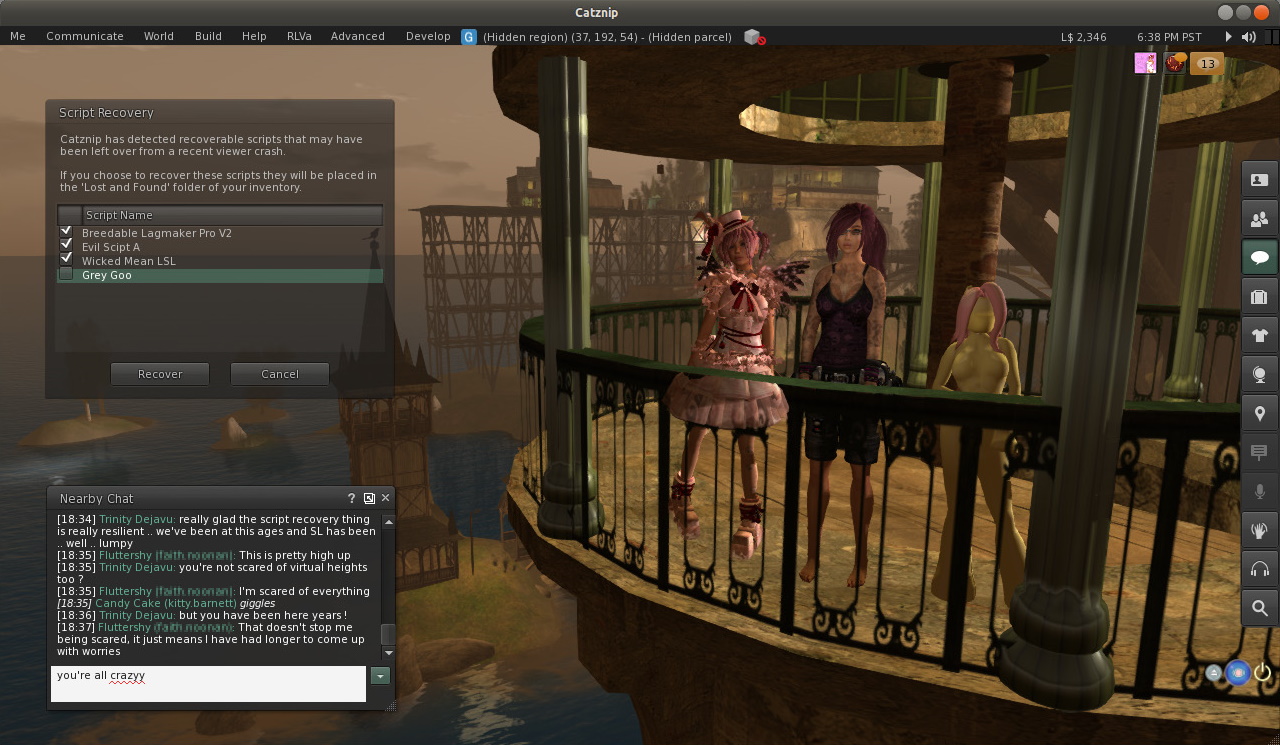 Catznip
Me Communicate World Build Help RLVa Advanced Develop G (Hidden region) (37, 192, 54) - (Hidden parcel) L$ 2,346 6:38 PM PST
13
Script Recovery
Catznip has detected recoverable scripts that may have
been left over from a recent viewer crash.
If you choose to recover these scripts they will be placed in
the 'Lost and Found' folder of your inventory.
Script Name
Breedable Lagmaker Pro V2
Evil Scipt A
Wicked Mean LSL
Grey Goo
Recover Cancel
Nearby Chat ?
[18:34] Trinity Dejavu: really glad the script recovery thing
is really resilient .. we've been at this ages and SL has been
.. well .. lumpy
[18:35] Fluttershy (faith.noonan): This is pretty high up
[18:35] Trinity Dejavu: you're not scared of virtual heights
too ?
[18:35] Fluttershy (faith.noonan): I'm scared of everything
[18:35] Candy Cake (kitty.barnett) giggles
[18:36] Trinity Dejavu: but you have been here years !
[18:37] Fluttershy (faith.noonan): That doesn't stop me
being scared, it just means I have had longer to come up
with worries
you're all crazyy